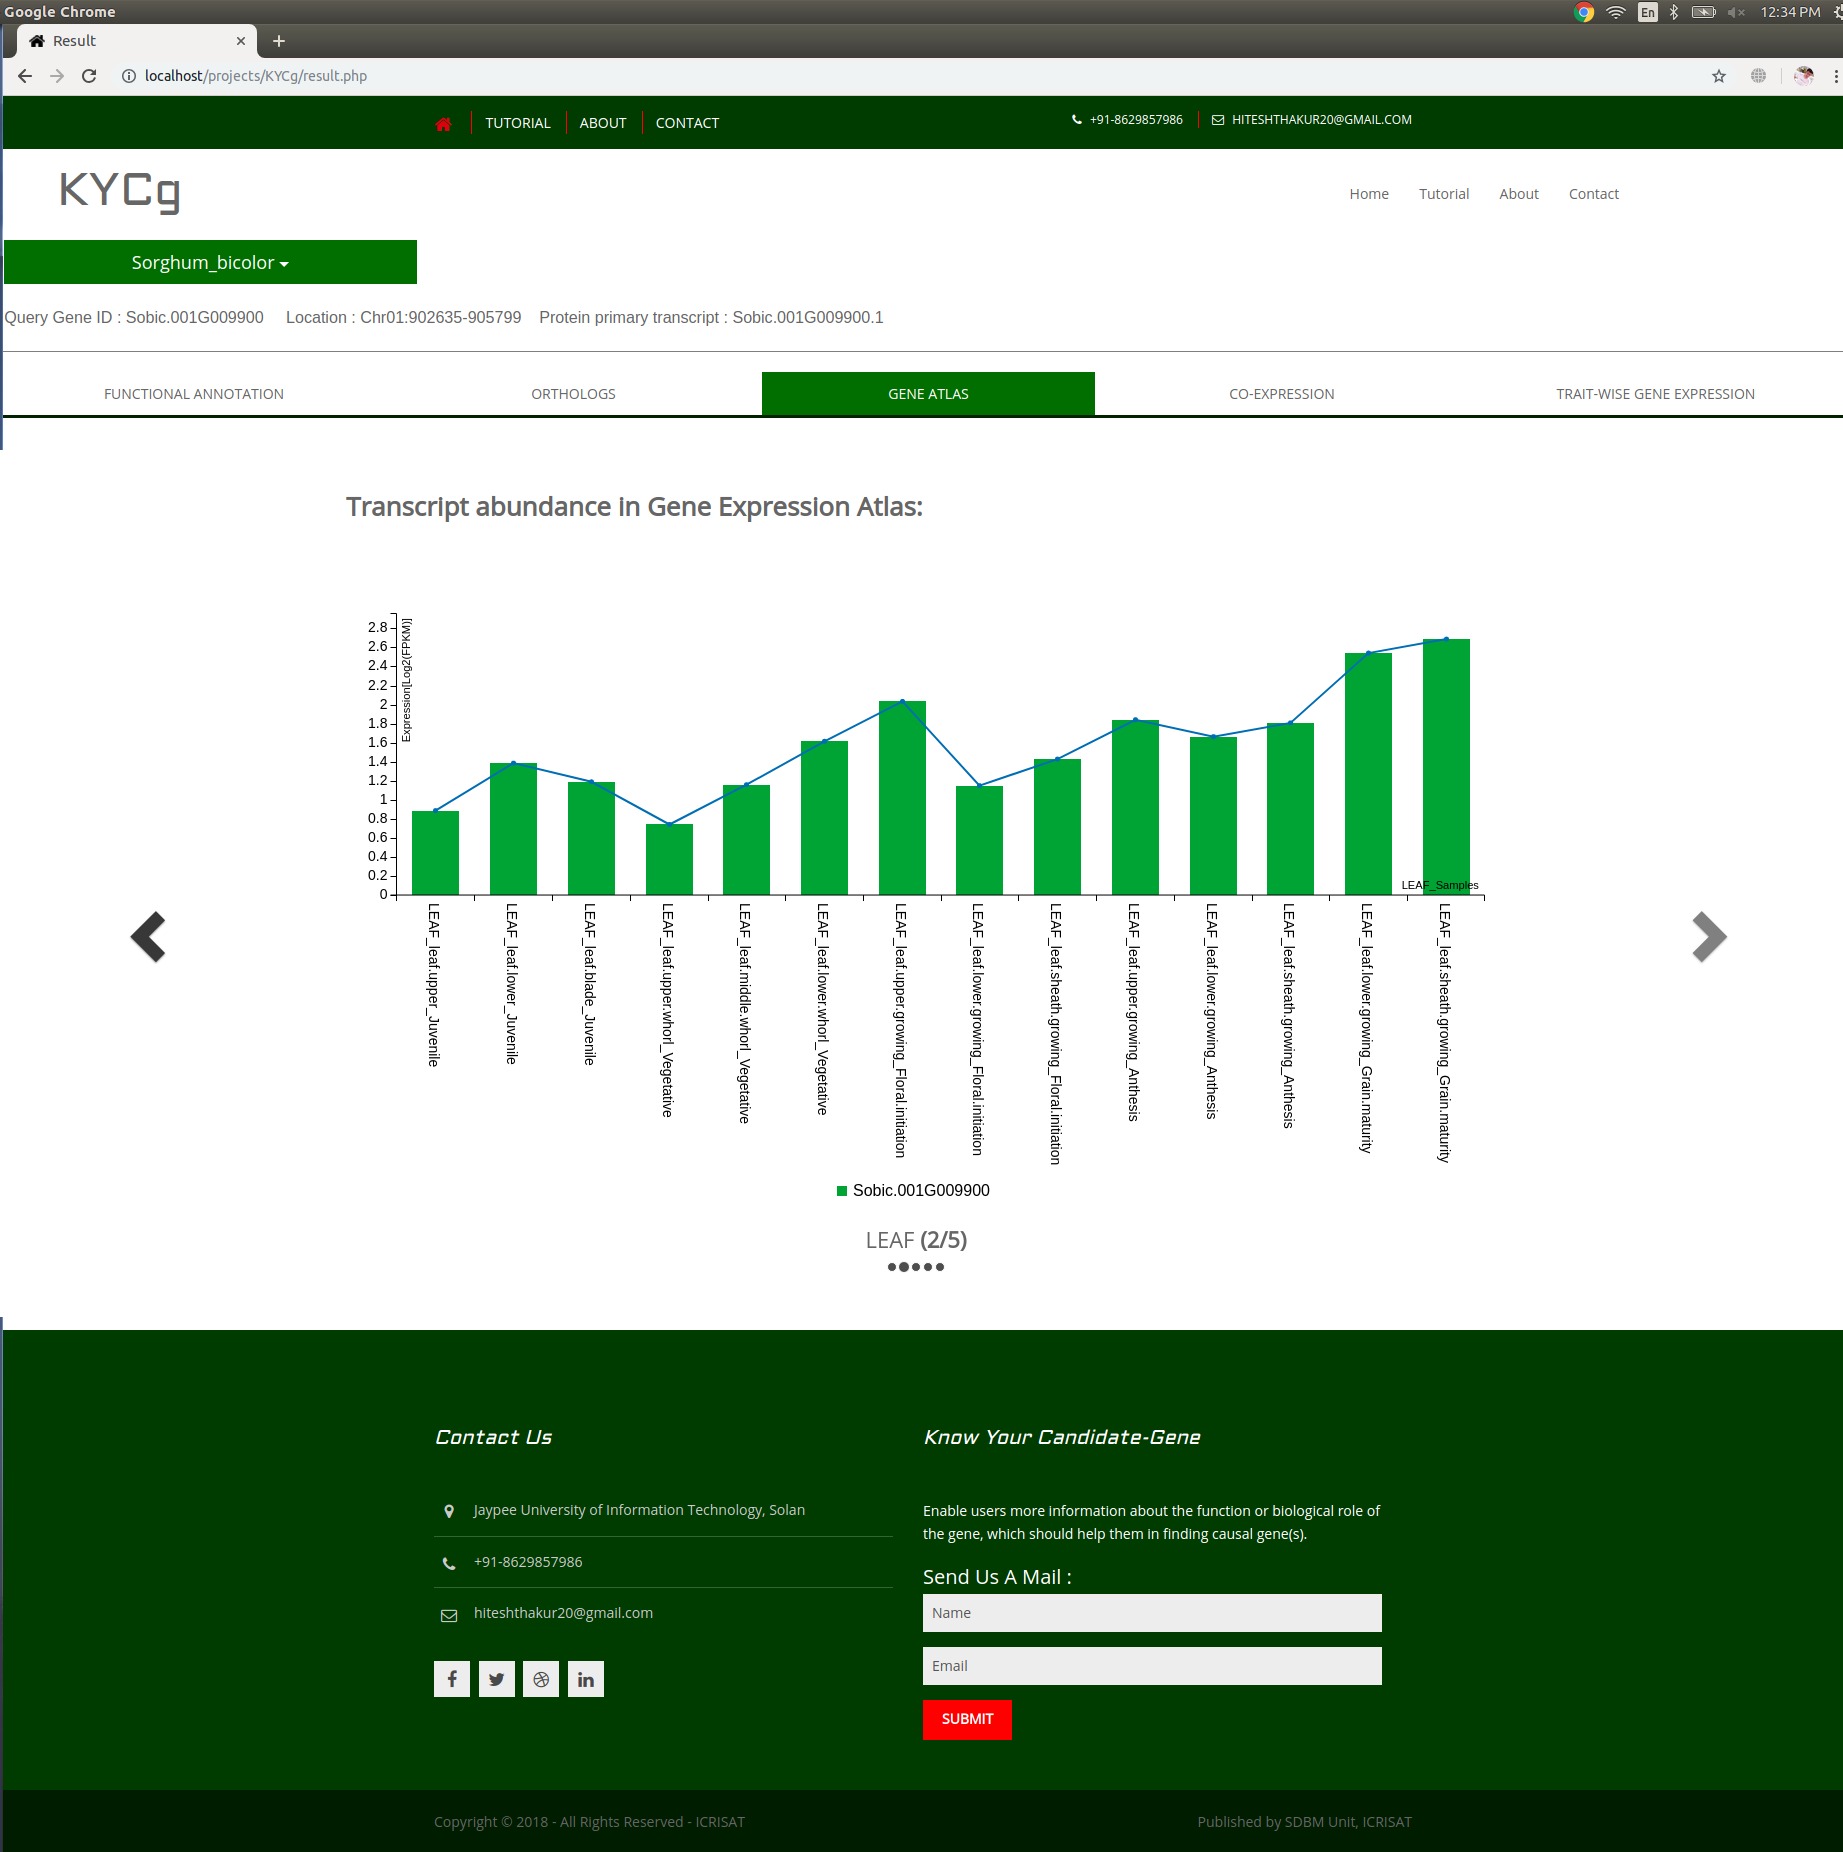 Google Chrome
En
12:34 PM
Result
localhost/projects/KYCg/result.php
TUTORIAL ABOUT CONTACT
+91-8629857986 HITESHTHAKUR20@GMAIL.COM
KYCg
Home Tutorial About Contact
Sorghum_bicolor
Query Gene ID : Sobic.001G009900 Location : Chr01:902635-905799 Protein primary transcript : Sobic.001G009900.1
FUNCTIONAL ANNOTATION ORTHOLOGS GENE ATLAS CO-EXPRESSION TRAIT-WISE GENE EXPRESSION
Transcript abundance in Gene Expression Atlas:
2.8
2.6
2.4
2.2
2
1.8
1.6
1.4
1.2
1
0.8
0.6
0.4
0.2
0
Expression[Log2(FPKM)]
LEAF_Samples
LEAF_leaf.upper_Juvenile
LEAF_leaf.lower_Juvenile
LEAF_leaf.blade_Juvenile
LEAF_leaf.upper.whorl_Vegetative
LEAF_leaf.middle.whorl_Vegetative
LEAF_leaf.lower.whorl_Vegetative
LEAF_leaf.upper.growing_Floral.initiation
LEAF_leaf.lower.growing_Floral.initiation
LEAF_leaf.sheath.growing_Floral.initiation
LEAF_leaf.upper.growing_Anthesis
LEAF_leaf.lower.growing_Anthesis
LEAF_leaf.sheath.growing_Anthesis
LEAF_leaf.lower.growing_Grain.maturity
LEAF_leaf.sheath.growing_Grain.maturity
Sobic.001G009900
LEAF (2/5)
Contact Us
Jaypee University of Information Technology, Solan
+91-8629857986
hiteshthakur20@gmail.com
Know Your Candidate-Gene
Enable users more information about the function or biological role of
the gene, which should help them in finding causal gene(s).
Send Us A Mail :
Name
Email
SUBMIT
Copyright © 2018 - All Rights Reserved - ICRISAT
Published by SDBM Unit, ICRISAT